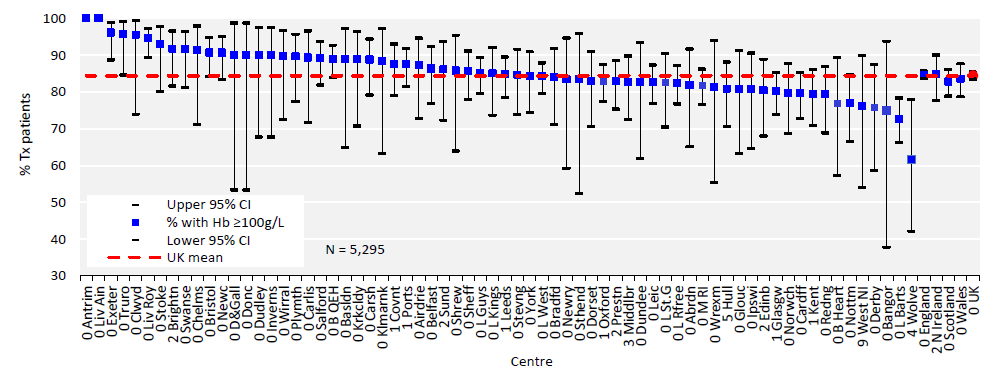 100
90
80
70
60
50
40
30
% Tx patients
Upper 95% CI
% with Hb ≥100g/L
Lower 95% CI
UK mean
N = 5,295
0 Antrim
0 Liv Ain
0 Exeter
0 Truro
0 Clwyd
0 Liv Roy
0 Stoke
2 Brightn
0 Swanse
0 Chelms
0 Bristol
0 Newc
0 D&Gall
0 Donc
0 Dudley
0 Inverns
0 Wirral
0 Plymth
0 Carlis
0 Salford
0 B QEH
0 Basldn
0 Krkcldy
0 Carsh
0 Klmarnk
1 Covnt
1 Ports
0 Airdrie
0 Belfast
2 Sund
0 Shrew
0 Sheff
0 L Guys
0 L Kings
1 Leeds
0 Stevng
0 York
0 L West
0 Bradfd
0 Newry
0 Sthend
0 Dorset
1 Oxford
2 Prestn
3 Middlbr
0 Dundee
0 Leic
0 L St.G
0 L Rfree
0 Abrdn
0 M RI
0 Wrexm
5 Hull
0 Glouc
0 Ipswi
2 Edinb
1 Glasgw
0 Norwch
0 Cardff
1 Kent
0 Redng
0 B Heart
0 Nottm
9 West NI
0 Derby
0 Bangor
0 L Barts
4 Wolve
0 England
2 N Ireland
0 Scotland
0 Wales
0 UK
Centre